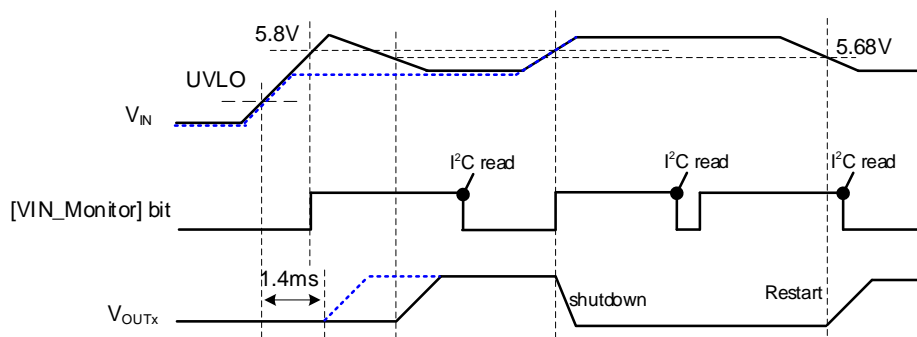 5.8V
5.68V
UVLO
VIN
I²C read
I²C read
I²C read
[VIN_Monitor] bit
1.4ms
shutdown
Restart
VOUTx